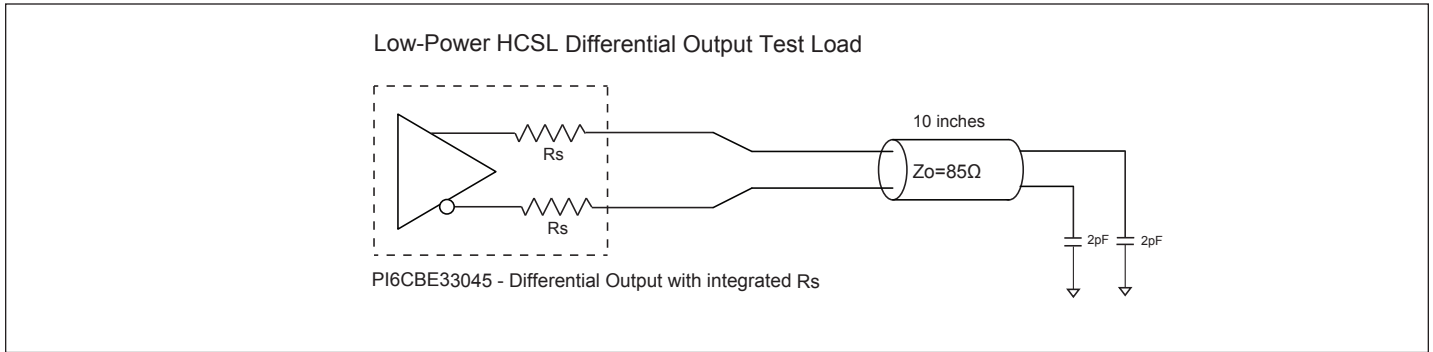 Low-Power HCSL Differential Output Test Load
10 inches
Rs
Zo=85Ω
Rs
2pF
2pF
PI6CBE33045 - Differential Output with integrated Rs